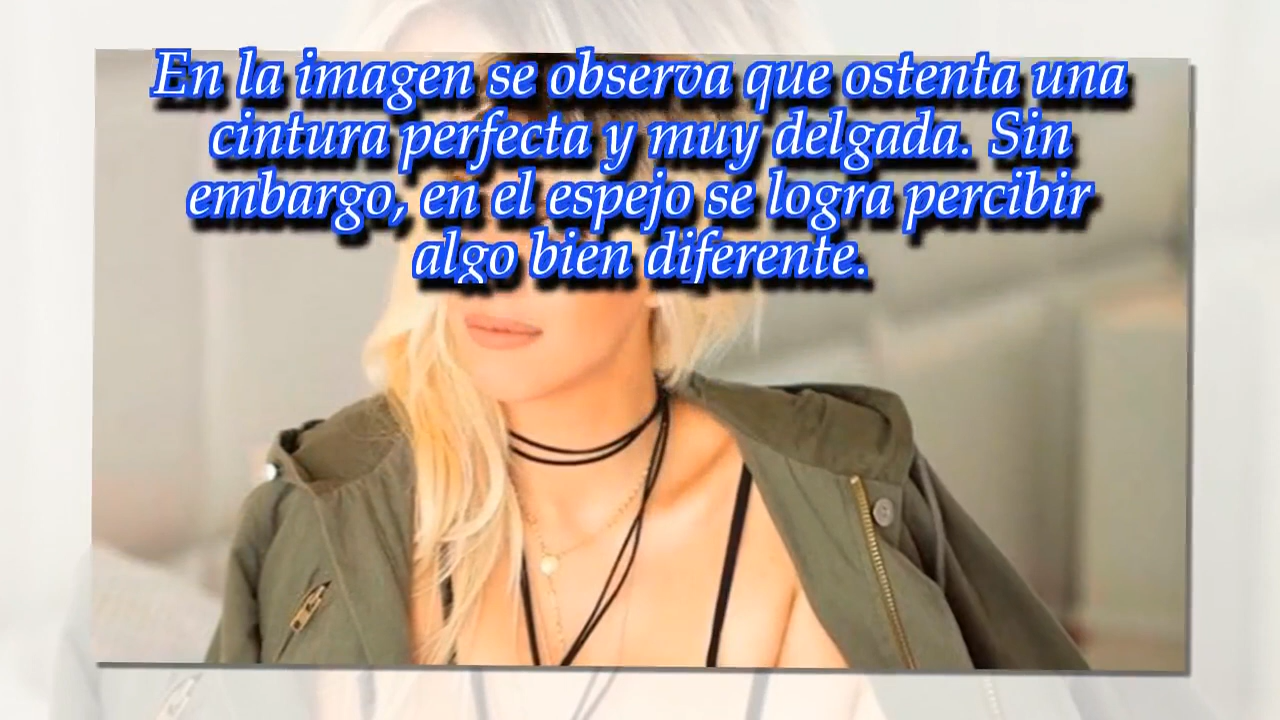 En la imagen se observa que ostenta una
cintura perfecta y muy delgada. Sin
embargo, en el espejo se logra percibir
algo bien diferente.